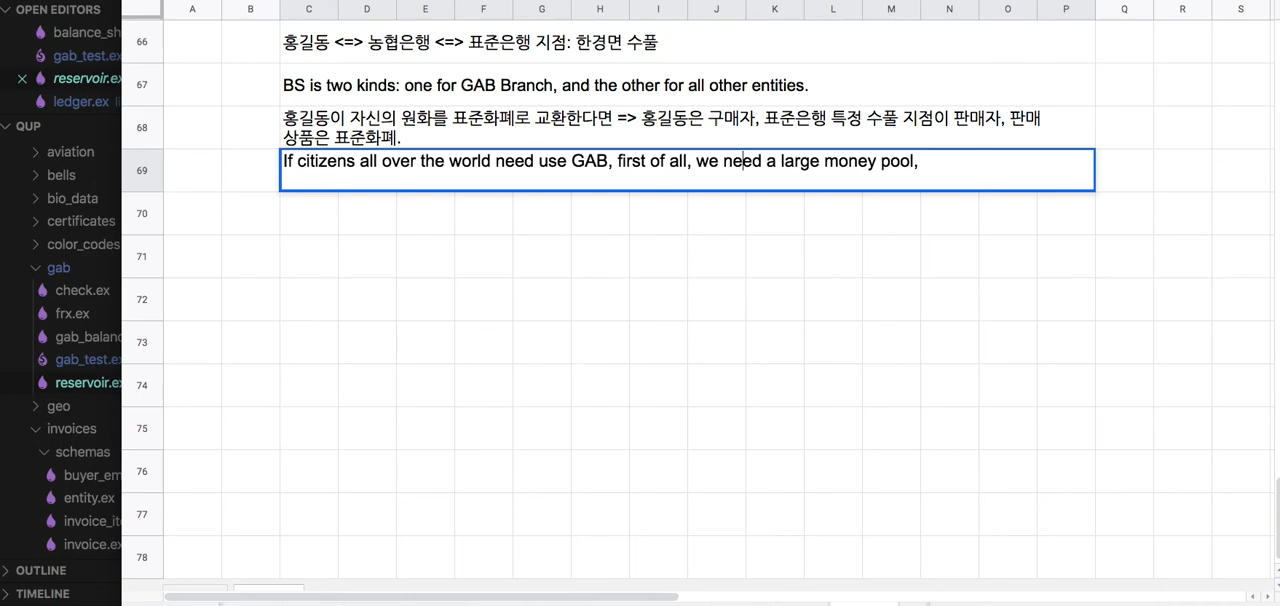 OPEN EDITORS
balance_sh
gab_test.ex
reservoir.ex
ledger.ex li
QUP
aviation
bells
bio_data
certificates
color_codes
gab
check.ex
frx.ex
gab_balanc
gab_test.ex
reservoir.ex
geo
invoices
schemas
buyer_em
entity.ex
invoice_ite
invoice.ex
OUTLINE
TIMELINE
A B C D E F G H I J K L M N O P Q R S
66 홍길동 <=> 농협은행 <=> 표준은행 지점: 한경면 수풀
67 BS is two kinds: one for GAB Branch, and the other for all other entities.
68 홍길동이 자신의 원화를 표준화폐로 교환한다면 => 홍길동은 구매자, 표준은행 특정 수풀 지점이 판매자, 판매
상품은 표준화폐.
69 If citizens all over the world need use GAB, first of all, we need a large money pool,
70
71
72
73
74
75
76
77
78